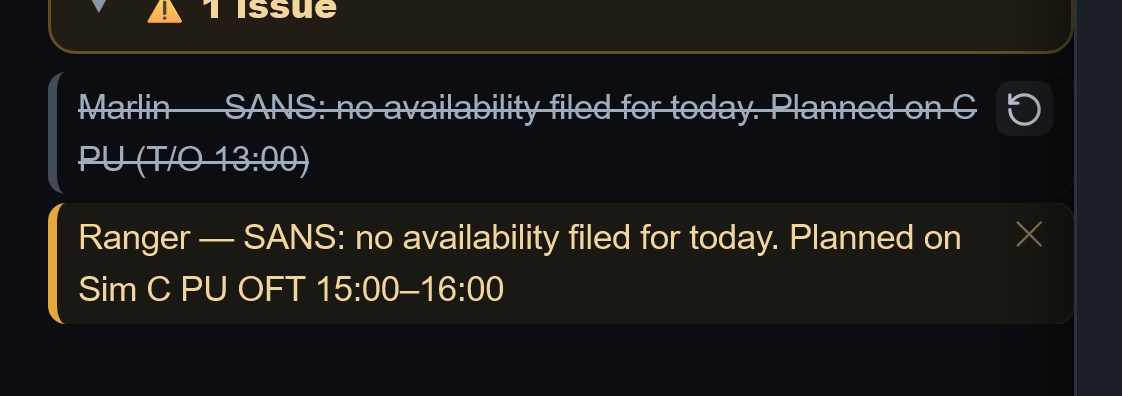 1 Issue
Marlin — SANS: no availability filed for today. Planned on C
PU (T/O 13:00)
Ranger — SANS: no availability filed for today. Planned on
Sim C PU OFT 15:00–16:00